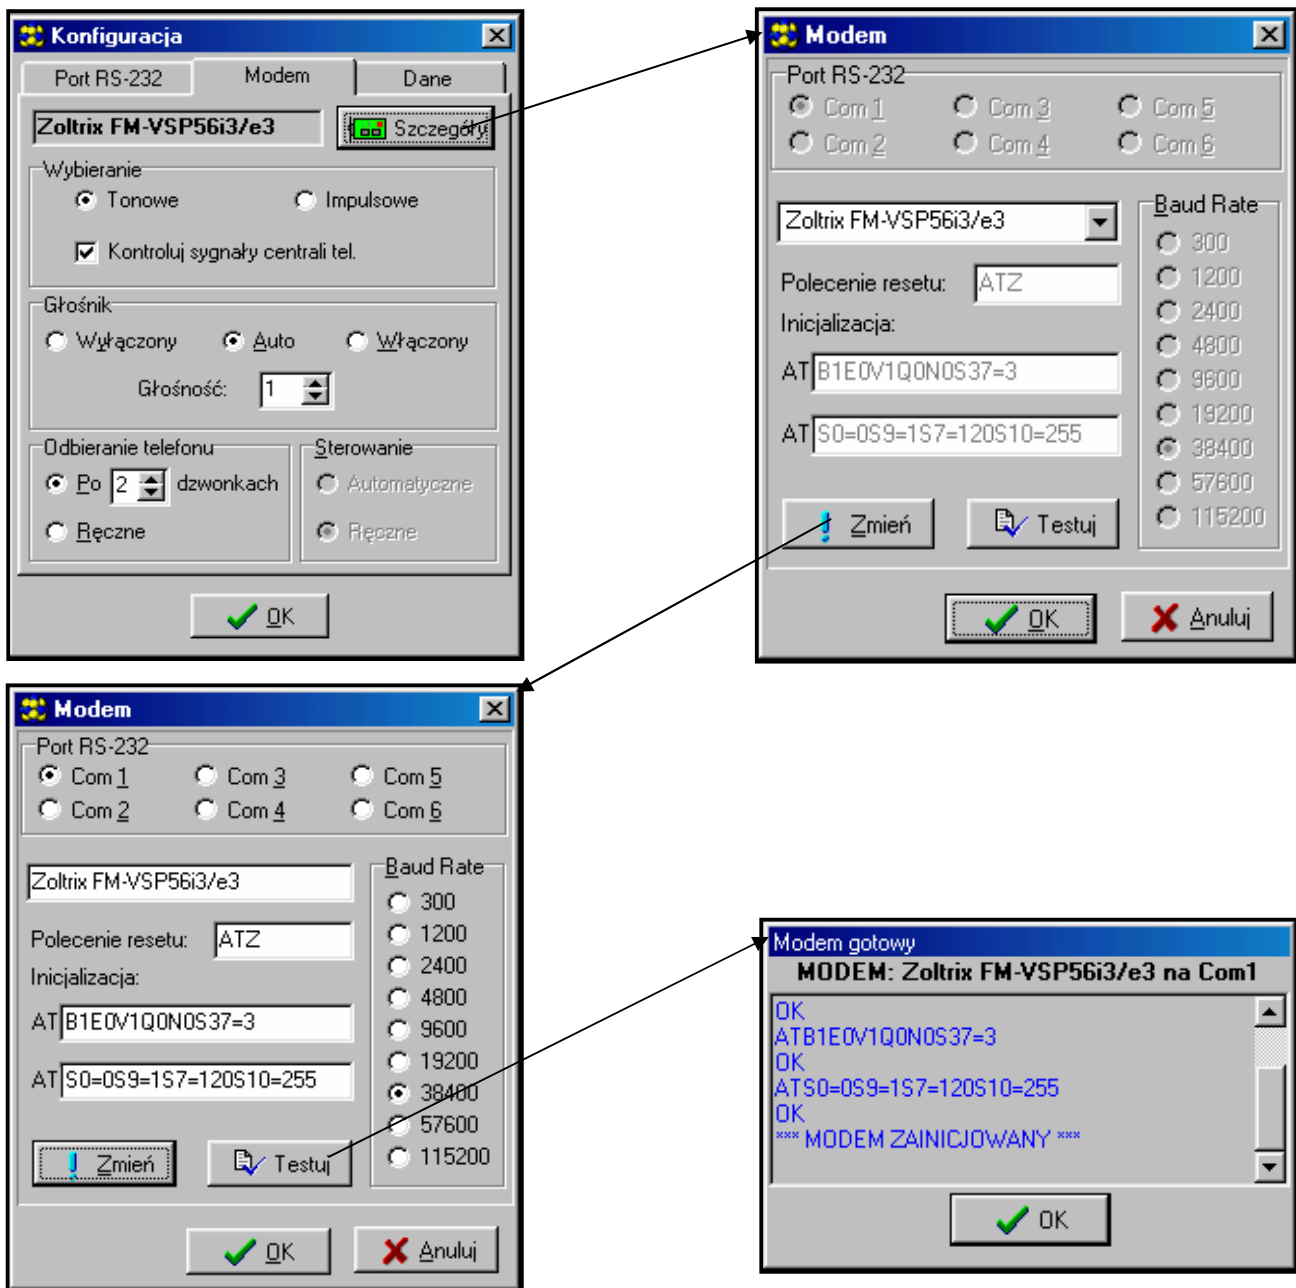 Konfiguracja
Port RS-232 Modem Dane
Zoltrix FM-VSP56i3/e3 Szczegóły
Wybieranie
Tonowe Impulsowe
Kontroluj sygnały centrali tel.
Głośnik
Wyłączony Auto Włączony
Głośność: 1
Odbieranie telefonu Sterowanie
Po 2 dzwonkach Automatyczne
Ręczne Ręczne
OK
Modem
Port RS-232
Com 1 Com 3 Com 5
Com 2 Com 4 Com 6
Zoltrix FM-VSP56i3/e3
Polecenie resetu: ATZ
Inicjalizacja:
AT B1E0V1Q0N0S37=3
AT S0=0S9=1S7=120S10=255
Baud Rate
300
1200
2400
4800
9600
19200
38400
57600
115200
Zmień Testuj
OK Anuluj
Modem
Port RS-232
Com 1 Com 3 Com 5
Com 2 Com 4 Com 6
Zoltrix FM-VSP56i3/e3
Polecenie resetu: ATZ
Inicjalizacja:
AT B1E0V1Q0N0S37=3
AT S0=0S9=1S7=120S10=255
Baud Rate
300
1200
2400
4800
9600
19200
38400
57600
115200
Zmień Testuj
OK Anuluj
Modem gotowy
MODEM: Zoltrix FM-VSP56i3/e3 na Com1
OK
ATB1E0V1Q0N0S37=3
OK
ATS0=0S9=1S7=120S10=255
OK
*** MODEM ZAINICJOWANY ***
OK